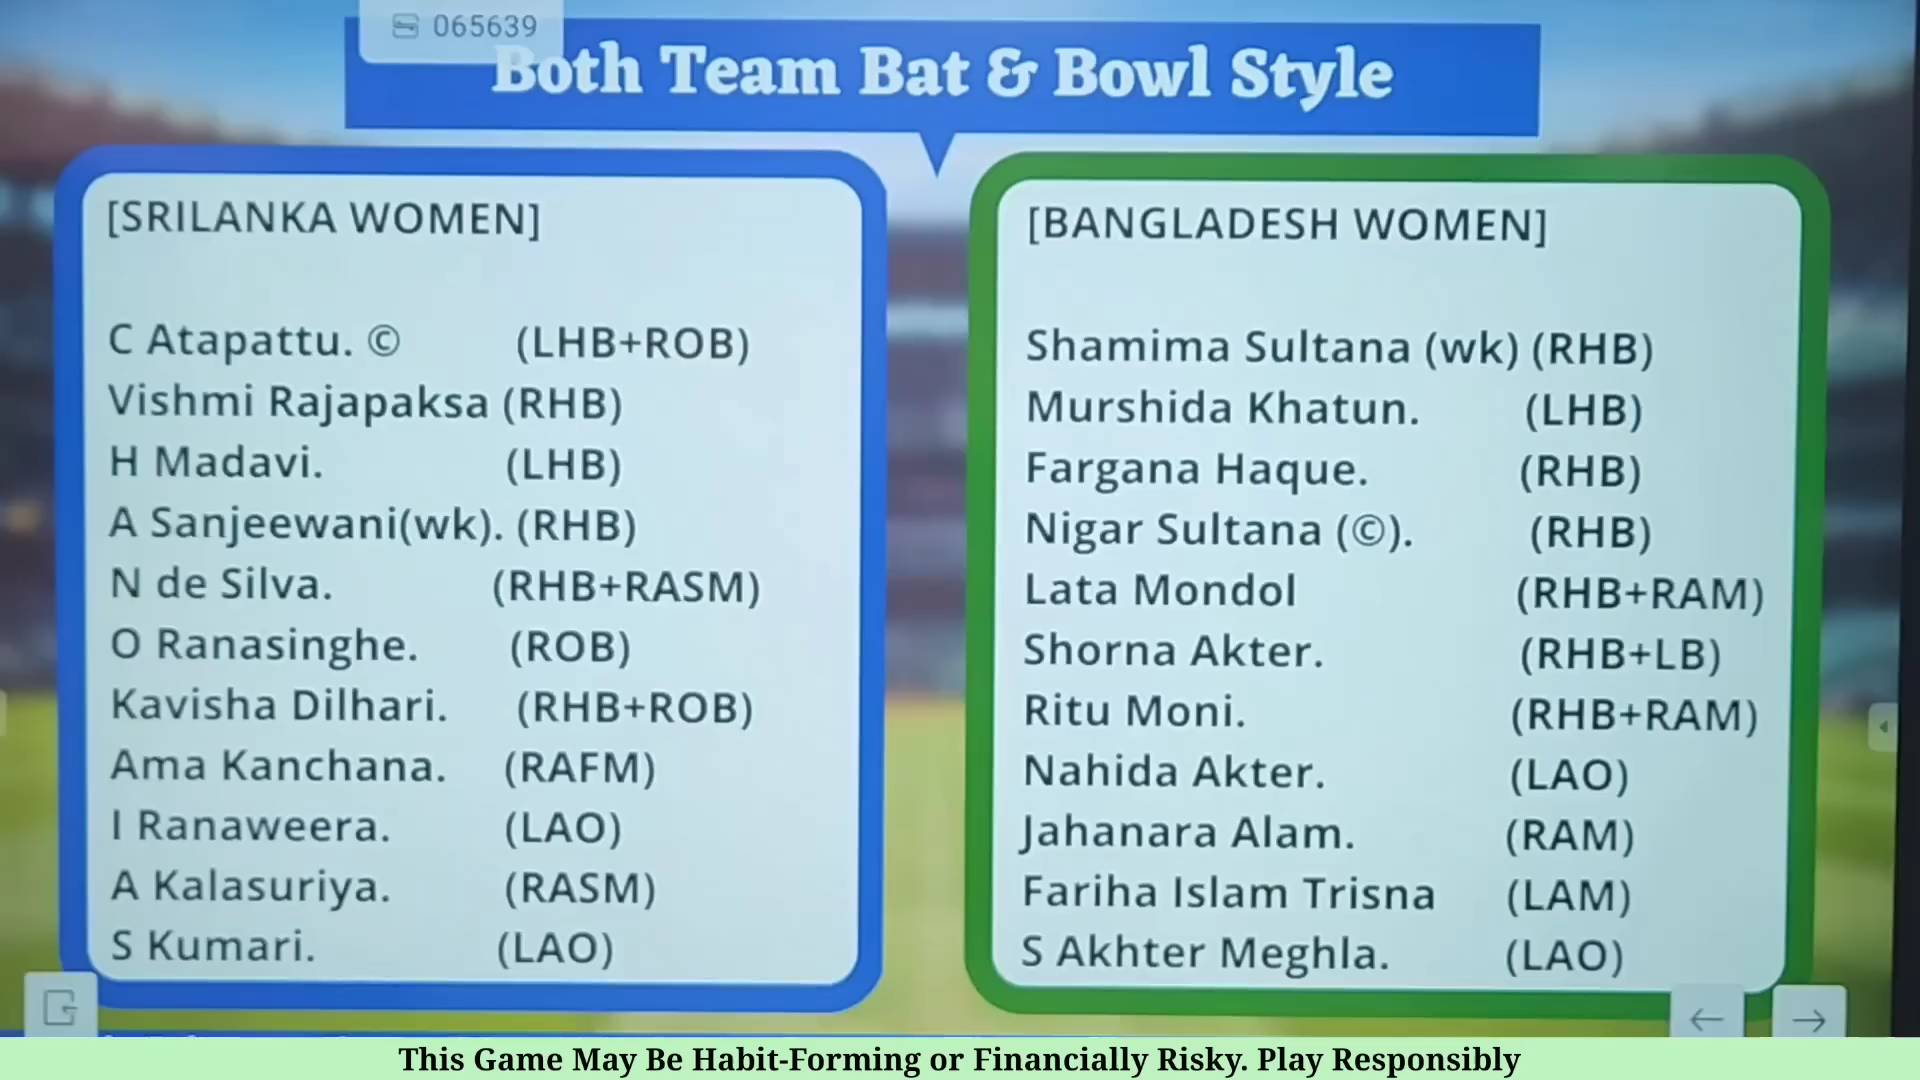 065639
Both Team Bat & Bowl Style
[SRILANKA WOMEN]
C Atapattu. © (LHB+ROB)
Vishmi Rajapaksa (RHB)
H Madavi. (LHB)
A Sanjeewani(wk). (RHB)
N de Silva. (RHB+RASM)
O Ranasinghe. (ROB)
Kavisha Dilhari. (RHB+ROB)
Ama Kanchana. (RAFM)
I Ranaweera. (LAO)
A Kalasuriya. (RASM)
S Kumari. (LAO)
[BANGLADESH WOMEN]
Shamima Sultana (wk) (RHB)
Murshida Khatun. (LHB)
Fargana Haque. (RHB)
Nigar Sultana (©). (RHB)
Lata Mondol (RHB+RAM)
Shorna Akter. (RHB+LB)
Ritu Moni. (RHB+RAM)
Nahida Akter. (LAO)
Jahanara Alam. (RAM)
Fariha Islam Trisna (LAM)
S Akhter Meghla. (LAO)
This Game May Be Habit-Forming or Financially Risky. Play Responsibly